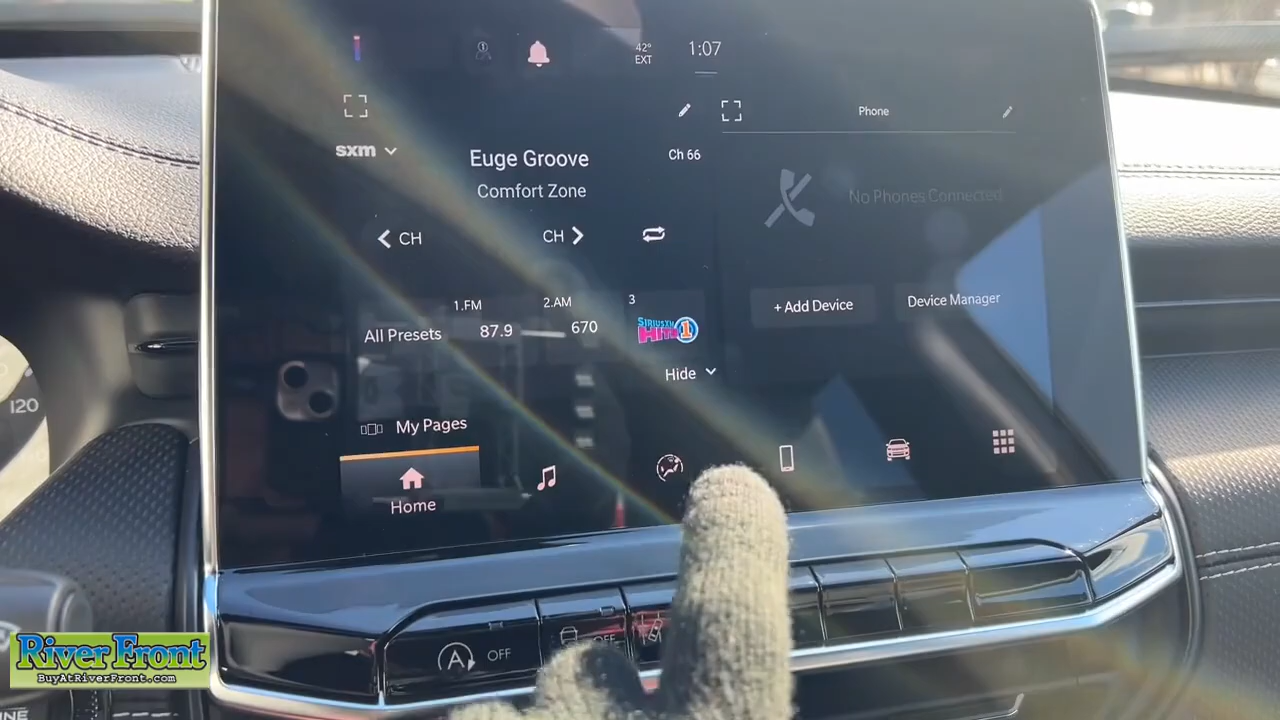 42°
EXT
1:07
sxm
Euge Groove
Ch 66
Comfort Zone
CH
CH
Phone
No Phones Connected
+ Add Device
Device Manager
1.FM
2.AM
3
All Presets
87.9
670
SIRIUSXM
HITS 1
Hide
My Pages
Home
A OFF
OFF
120
River Front
BuyAtRiverFront.com